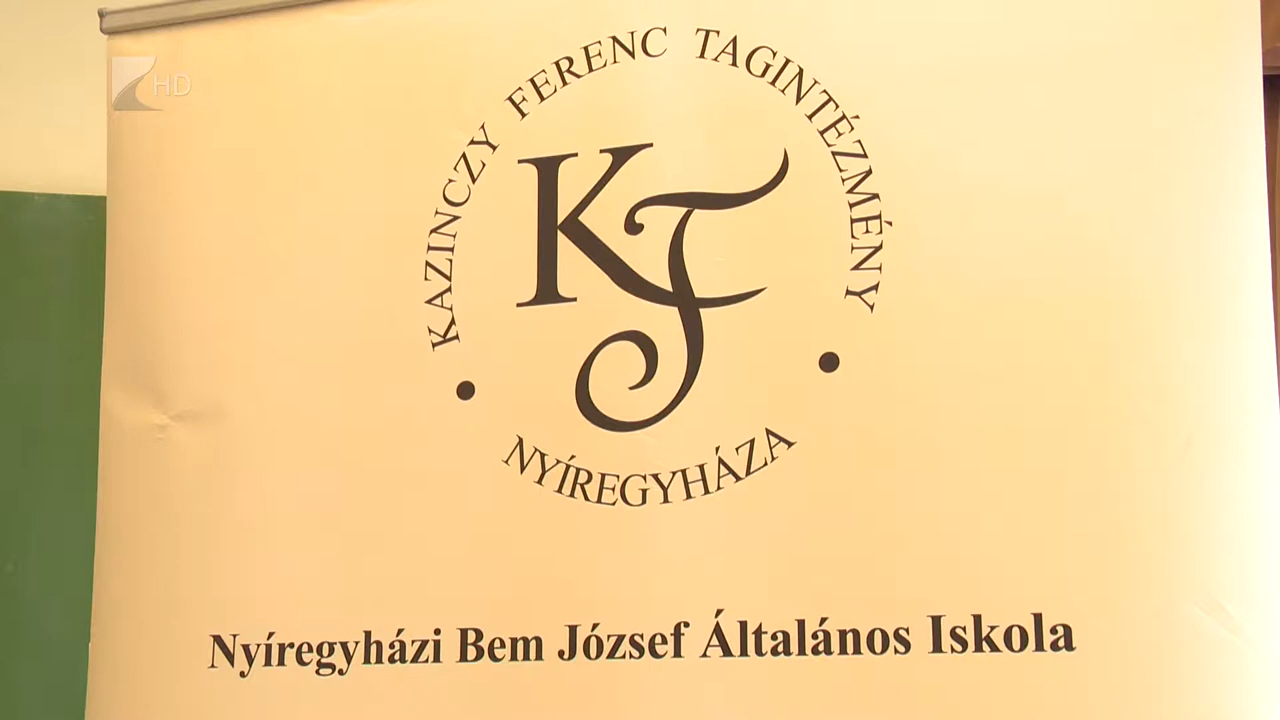 HD
KAZINCZY FERENC TAGINTÉZMÉNY
KF
NYÍREGYHÁZA
Nyíregyházi Bem József Általános Iskola